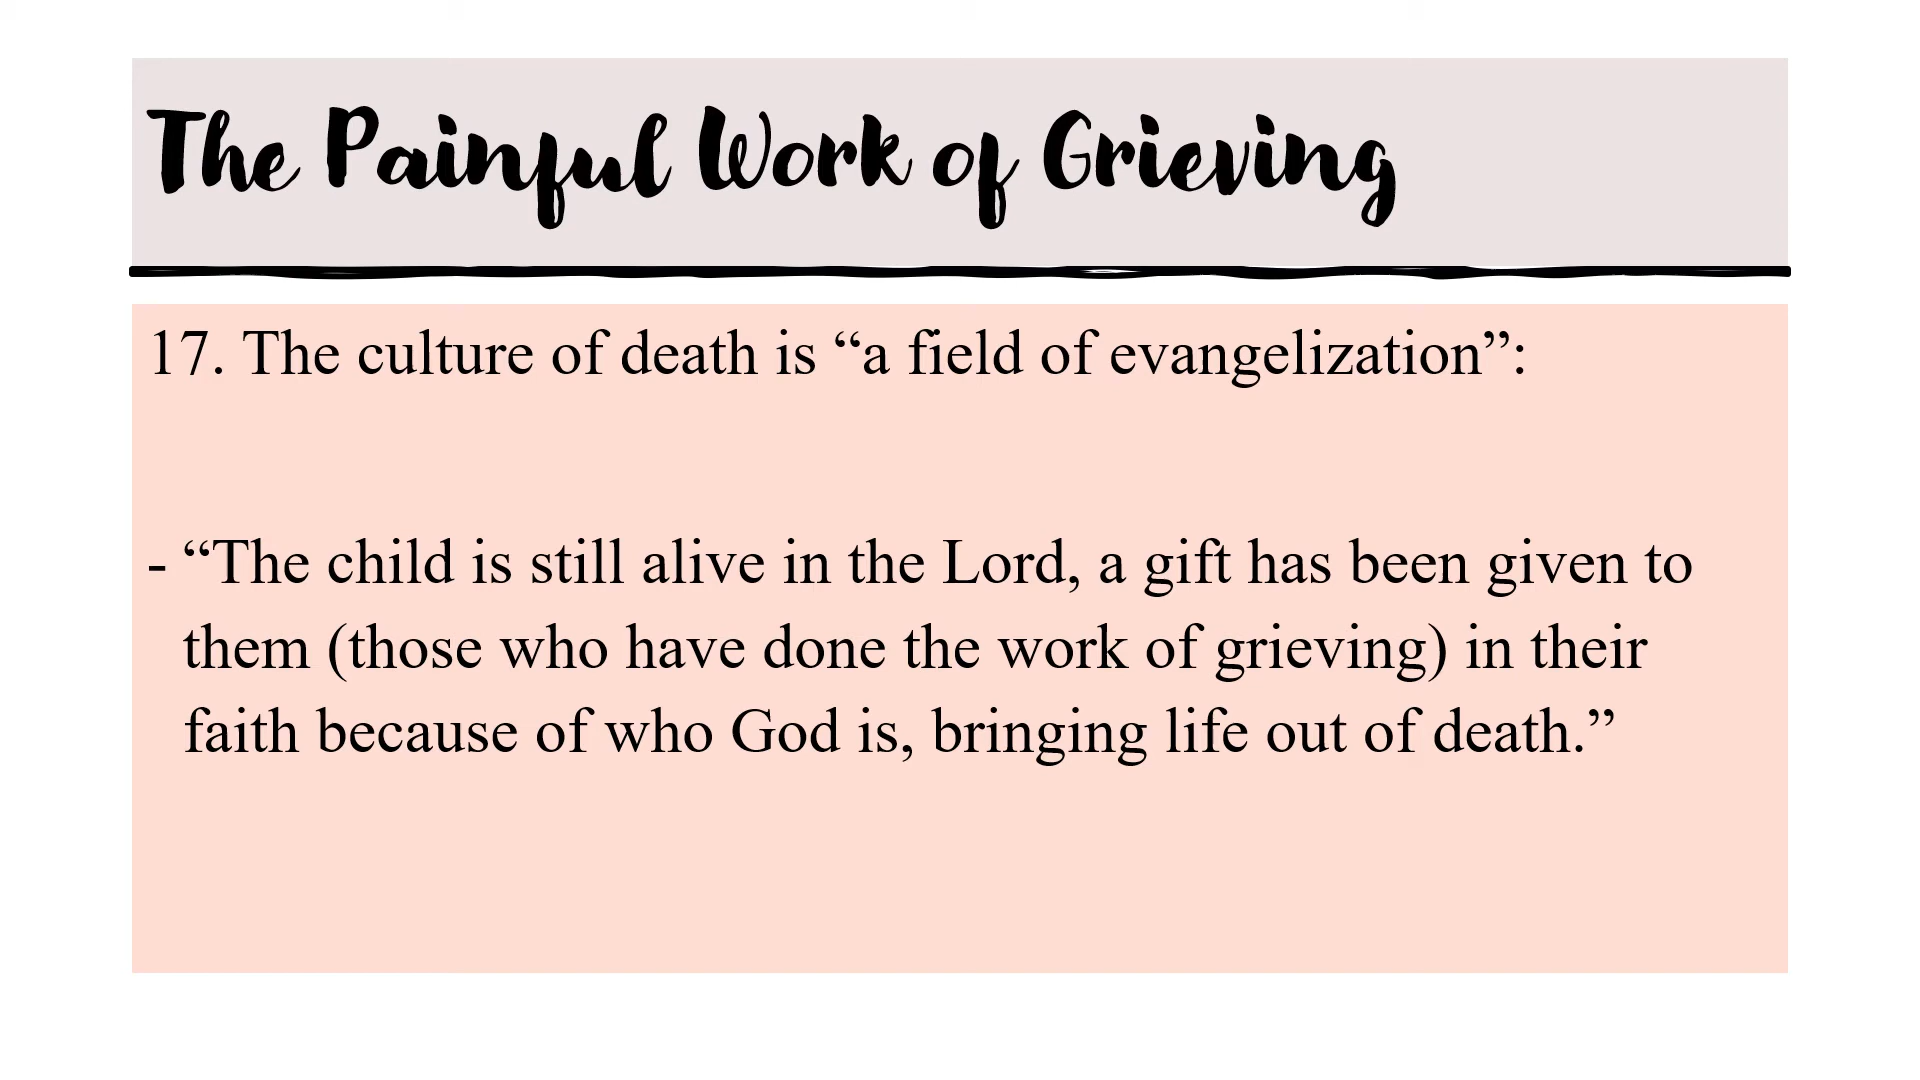 The Painful Work of Grieving
17. The culture of death is “a field of evangelization”:
- “The child is still alive in the Lord, a gift has been given to
them (those who have done the work of grieving) in their
faith because of who God is, bringing life out of death.”